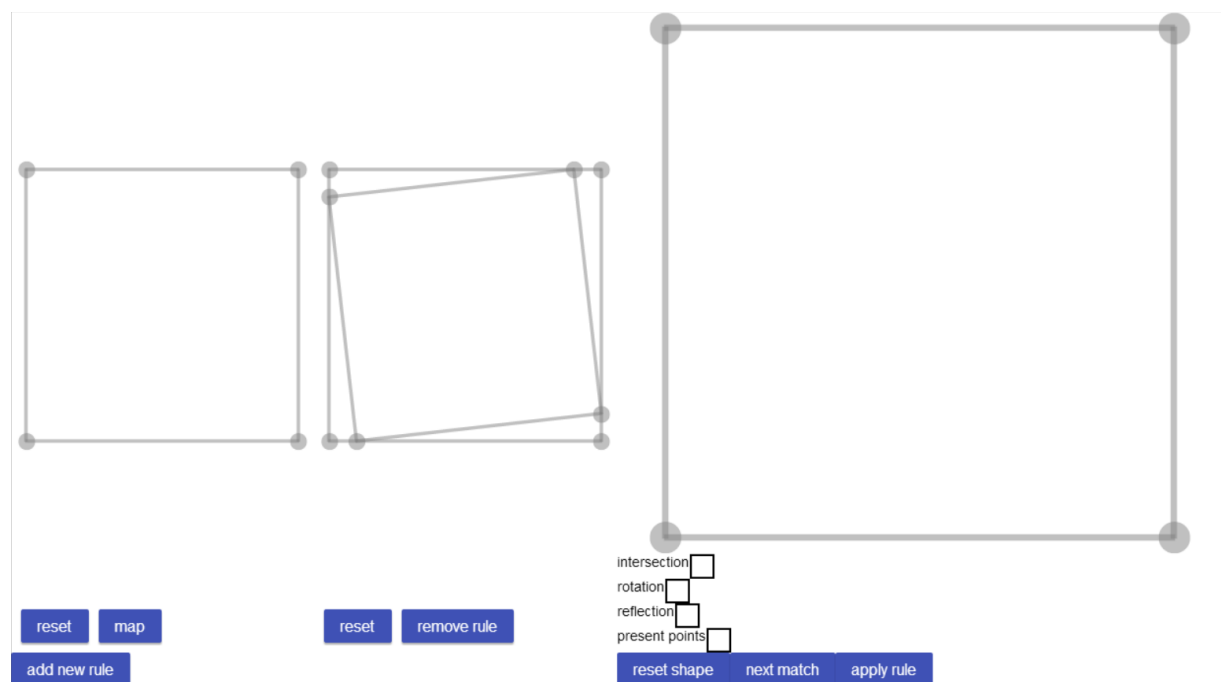 intersection
rotation
reflection
present points
reset map
reset remove rule
add new rule
reset shape next match apply rule